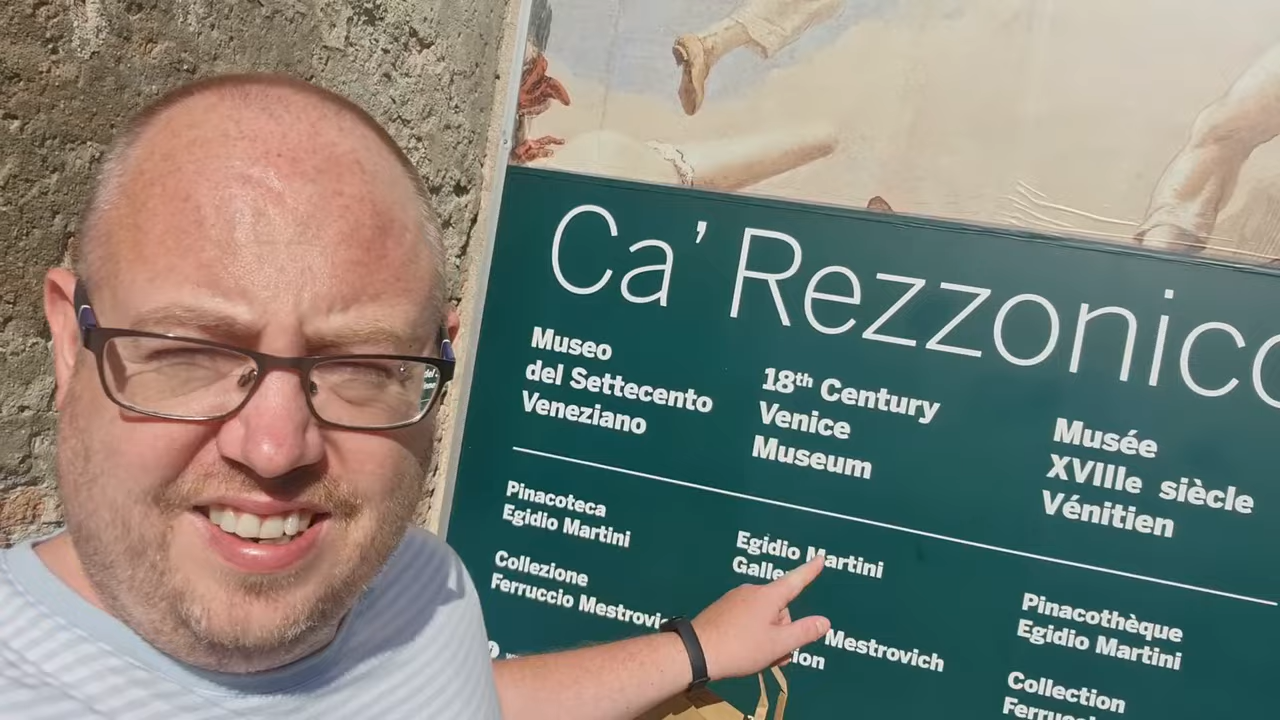 Ca' Rezzonico
Museo
del Settecento
Veneziano
18th Century
Venice
Museum
Musée
XVIIIe siècle
Vénitien
Pinacoteca
Egidio Martini
Collezione
Ferruccio Mestrovich
Egidio Martini
Mestrovich
Pinacothèque
Egidio Martini
Collection